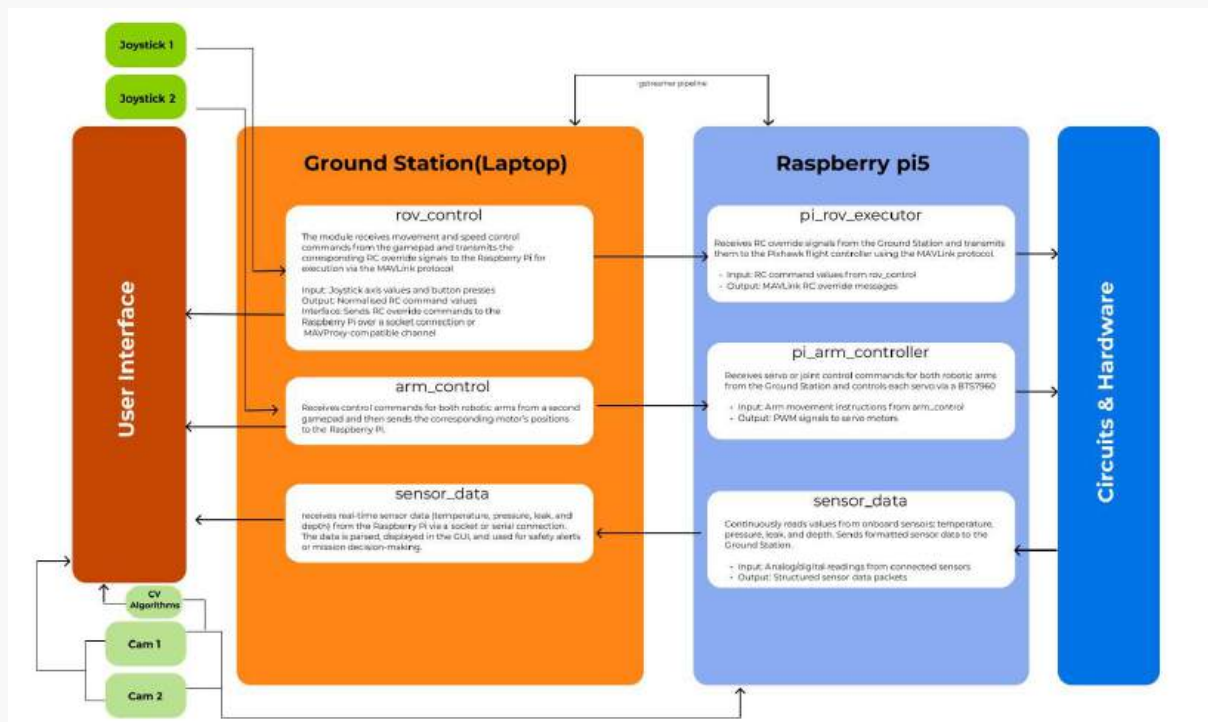 Joystick 1
Joystick 2
gstreamer pipeline
User Interface
Ground Station(Laptop)
rov_control
The module receives movement and speed control
commands from the gamepad and transmits the
corresponding RC override signals to the Raspberry Pi for
execution via the MAVLink protocol
Input: Joystick axis values and button presses
Output: Normalised RC command values
Interface: Sends RC override commands to the
Raspberry Pi over a socket connection or
MAVProxy-compatible channel
arm_control
Receives control commands for both robotic arms from a second
gamepad and then sends the corresponding motor's positions
to the Raspberry Pi.
sensor_data
receives real-time sensor data (temperature, pressure, leak, and
depth) from the Raspberry Pi via a socket or serial connection.
The data is parsed, displayed in the GUI, and used for safety alerts
or mission decision-making.
Raspberry pi5
pi_rov_executor
Receives RC override signals from the Ground Station and transmits
them to the Pixhawk flight controller using the MAVLink protocol.
- Input: RC command values from rov_control
- Output: MAVLink RC override messages
pi_arm_controller
Receives servo or joint control commands for both robotic arms
from the Ground Station and controls each servo via a BTS7960
• Input: Arm movement instructions from arm_control
• Output: PWM signals to servo motors
sensor_data
Continuously reads values from onboard sensors: temperature,
pressure, leak, and depth. Sends formatted sensor data to the
Ground Station.
• Input: Analog/digital readings from connected sensors
• Output: Structured sensor data packets
Circuits & Hardware
CV
Algorithms
Cam 1
Cam 2